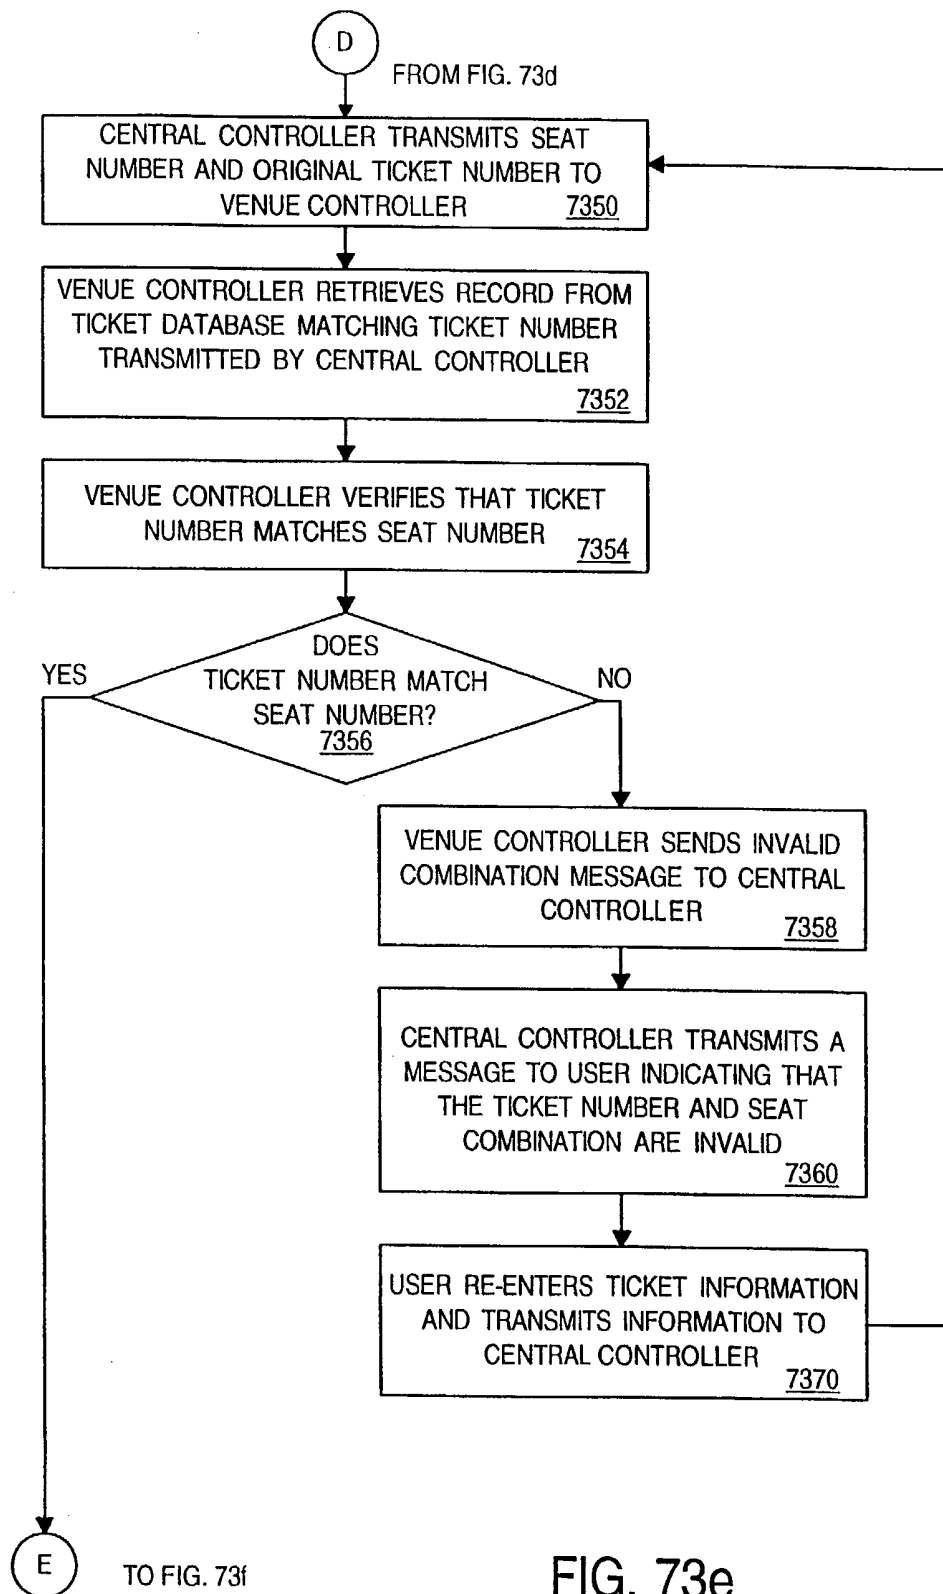 D
FROM FIG. 73d
CENTRAL CONTROLLER TRANSMITS SEAT
NUMBER AND ORIGINAL TICKET NUMBER TO
VENUE CONTROLLER 7350
VENUE CONTROLLER RETRIEVES RECORD FROM
TICKET DATABASE MATCHING TICKET NUMBER
TRANSMITTED BY CENTRAL CONTROLLER
7352
VENUE CONTROLLER VERIFIES THAT TICKET
NUMBER MATCHES SEAT NUMBER 7354
DOES
TICKET NUMBER MATCH
SEAT NUMBER?
7356
YES
NO
VENUE CONTROLLER SENDS INVALID
COMBINATION MESSAGE TO CENTRAL
CONTROLLER 7358
CENTRAL CONTROLLER TRANSMITS A
MESSAGE TO USER INDICATING THAT
THE TICKET NUMBER AND SEAT
COMBINATION ARE INVALID
7360
USER RE-ENTERS TICKET INFORMATION
AND TRANSMITS INFORMATION TO
CENTRAL CONTROLLER 7370
E
TO FIG. 73f
FIG. 73e